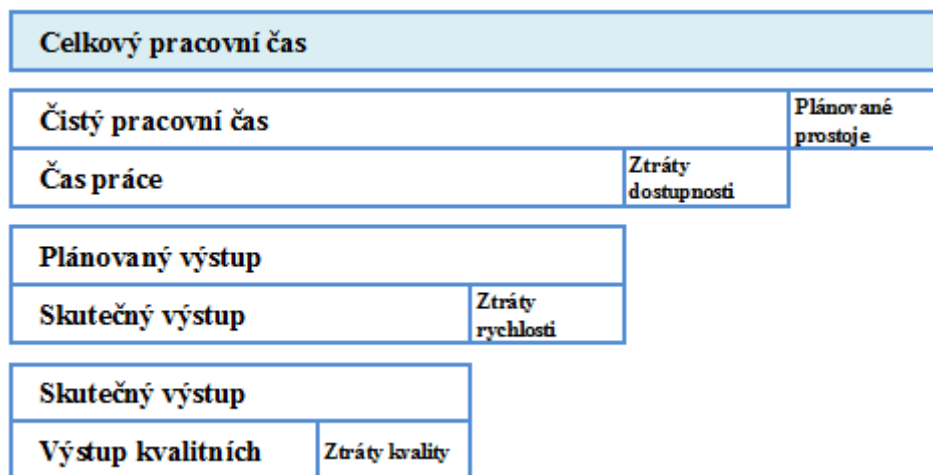 Celkový pracovní čas
Čistý pracovní čas
Plánované
prostoje
Čas práce
Ztráty
dostupnosti
Plánovaný výstup
Skutečný výstup
Ztráty
rychlosti
Skutečný výstup
Výstup kvalitních
Ztráty kvality